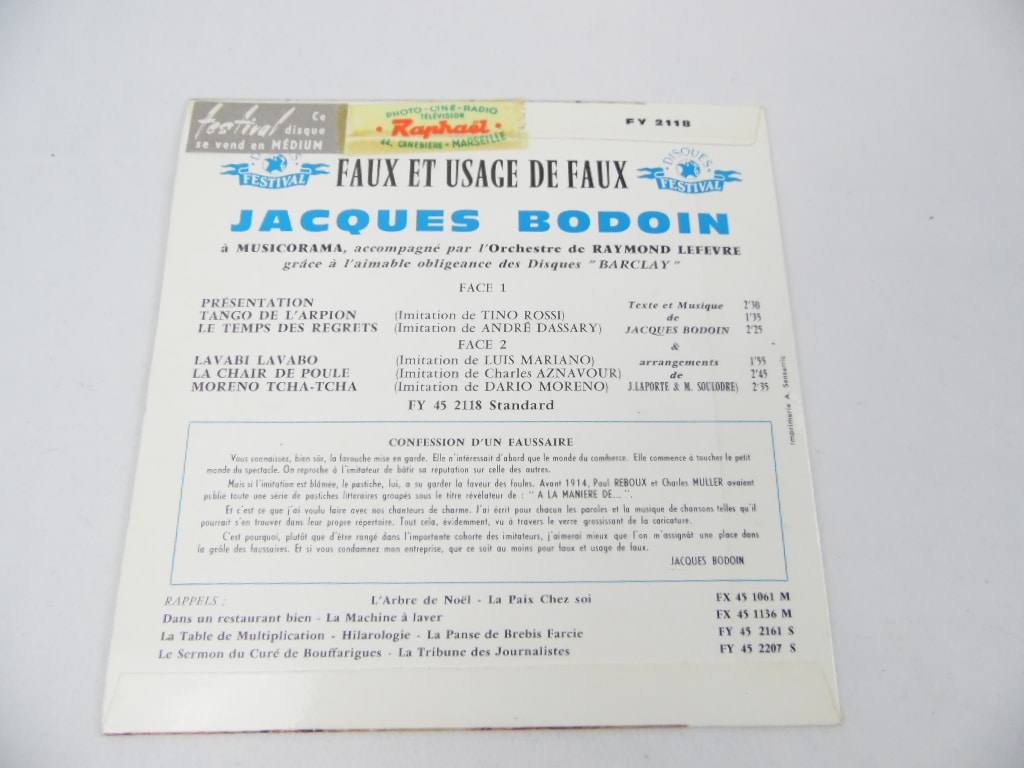 festival Ce
disque
se vend en MÉDIUM
PHOTO-CINÉ-RADIO
TÉLÉVISION
• Raphaël •
44, CANEBIÈRE - MARSEILLE
FY 2118
DISQUES
FESTIVAL
FAUX ET USAGE DE FAUX
DISQUES
FESTIVAL
JACQUES BODOIN
à MUSICORAMA, accompagné par l'Orchestre de RAYMOND LEFEVRE
grâce à l'aimable obligeance des Disques "BARCLAY"
FACE 1
PRÉSENTATION Texte et Musique 2'30
TANGO DE L'ARPION (Imitation de TINO ROSSI) de 1'35
LE TEMPS DES REGRETS (Imitation de ANDRÉ DASSARY) JACQUES BODOIN 2'25
FACE 2 &
LAVABI LAVABO (Imitation de LUIS MARIANO) arrangements 1'55
LA CHAIR DE POULE (Imitation de Charles AZNAVOUR) de 2'45
MORENO TCHA-TCHA (Imitation de DARIO MORENO) J.LAPORTE & M. SOULODRE) 2'35
FY 45 2118 Standard
Imprimerie A. Sansarris
CONFESSION D'UN FAUSSAIRE
Vous connaissez, bien sûr, la farouche mise en garde. Elle n'intéressait d'abord que le monde du commerce. Elle commence à toucher le petit
monde du spectacle. On reproche à l'imitateur de bâtir sa réputation sur celle des autres.
Mais si l'imitation est blâmée, le pastiche, lui, a su garder la faveur des foules. Avant 1914, Paul REBOUX et Charles MULLER avaient
publié toute une série de pastiches littéraires groupés sous le titre révélateur de : " A LA MANIERE DE... ".
Et c'est ce que j'ai voulu faire avec nos chanteurs de charme. J'ai écrit pour chacun les paroles et la musique de chansons telles qu'il
pourrait s'en trouver dans leur propre répertoire. Tout cela, évidemment, vu à travers le verre grossissant de la caricature.
C'est pourquoi, plutôt que d'être rangé dans l'importante cohorte des imitateurs, j'aimerai mieux que l'on m'assignât une place dans
la geôle des faussaires. Et si vous condamnez mon entreprise, que ce soit au moins pour faux et usage de faux.
JACQUES BODOIN
RAPPELS : L'Arbre de Noël - La Paix Chez soi FX 45 1061 M
Dans un restaurant bien - La Machine à laver FX 45 1136 M
La Table de Multiplication - Hilarologie - La Panse de Brebis Farcie FY 45 2161 S
Le Sermon du Curé de Bouffarigues - La Tribune des Journalistes FY 45 2207 S